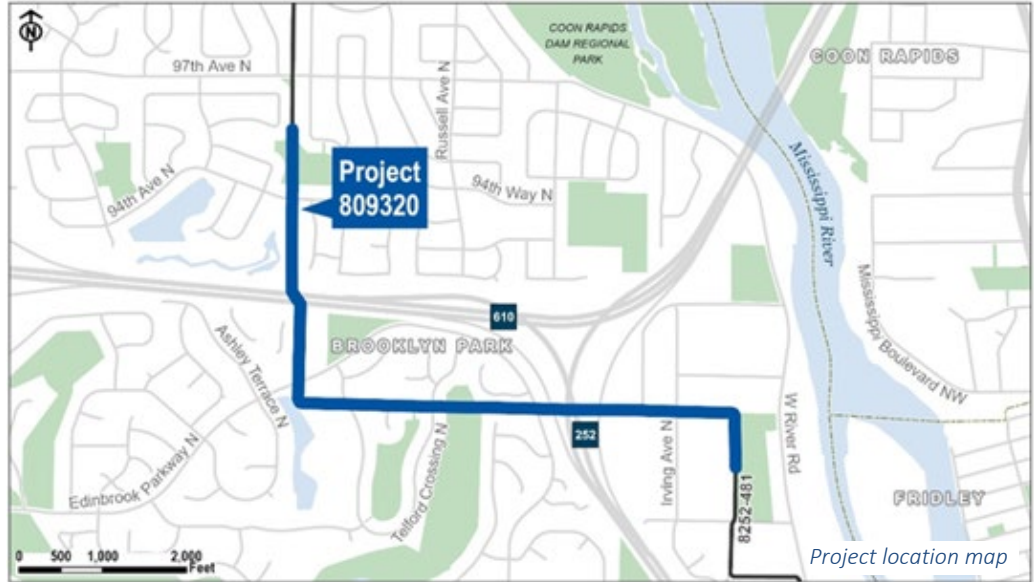 N
COON RAPIDS
DAM REGIONAL
PARK
COON RAPIDS
97th Ave N
Russell Ave N
Project
809320
94th Ave N
94th Way N
Mississippi River
610
BROOKLYN PARK
Mississippi Boulevard NW
Ashley Terrace N
252
W River Rd
Irving Ave N
Edinbrook Parkway N
Telford Crossing N
8252-481
FRIDLEY
0 500 1,000 2,000
Feet
Project location map